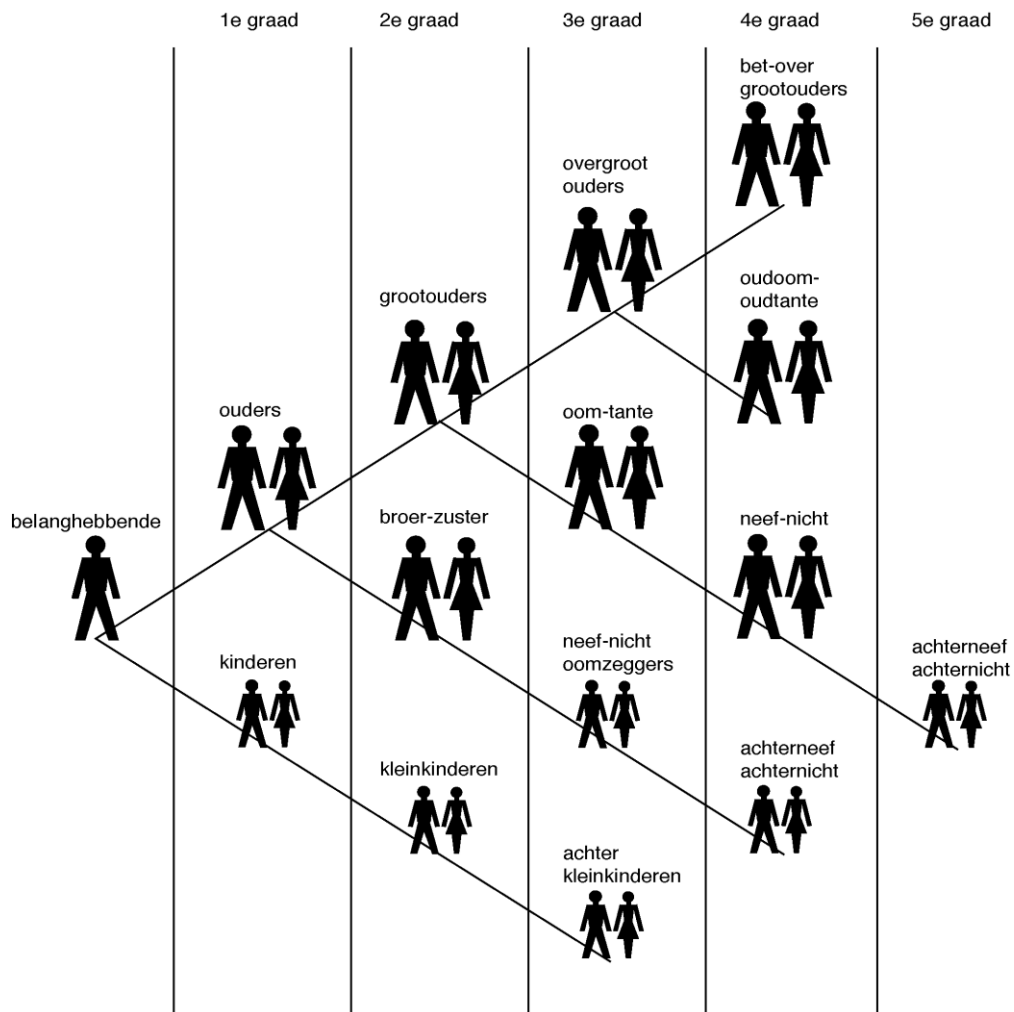 1e graad
2e graad
3e graad
4e graad
5e graad
bet-over
grootouders
overgroot
ouders
oudoom-
oudtante
grootouders
ouders
oom-tante
belanghebbende
broer-zuster
neef-nicht
kinderen
neef-nicht
oomzeggers
achterneef
achternicht
kleinkinderen
achterneef
achternicht
achter
kleinkinderen